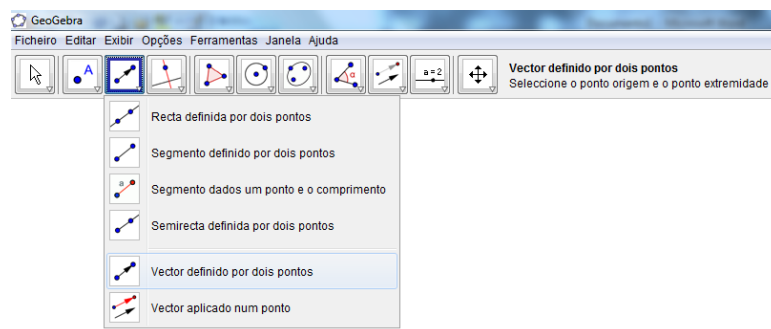 GeoGebra
Ficheiro Editar Exibir Opções Ferramentas Janela Ajuda
A
α
a=2
Vector definido por dois pontos
Seleccione o ponto origem e o ponto extremidade
Recta definida por dois pontos
Segmento definido por dois pontos
a
Segmento dados um ponto e o comprimento
Semirecta definida por dois pontos
Vector definido por dois pontos
Vector aplicado num ponto